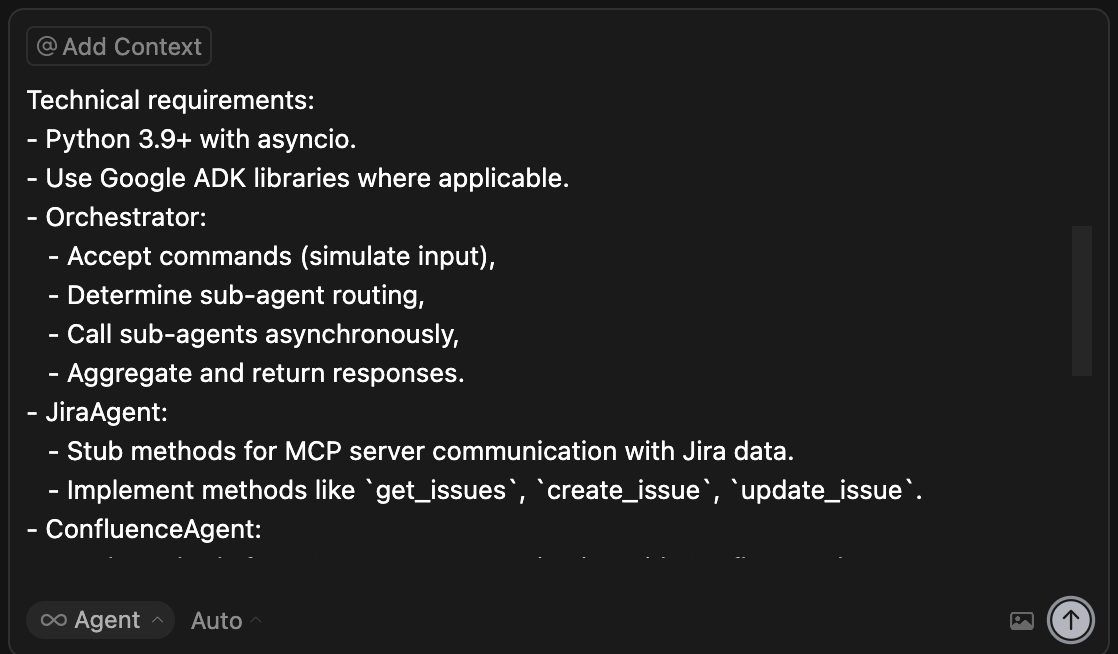 @ Add Context
Technical requirements:
- Python 3.9+ with asyncio.
- Use Google ADK libraries where applicable.
- Orchestrator:
- Accept commands (simulate input),
- Determine sub-agent routing,
- Call sub-agents asynchronously,
- Aggregate and return responses.
- JiraAgent:
- Stub methods for MCP server communication with Jira data.
- Implement methods like `get_issues`, `create_issue`, `update_issue`.
- ConfluenceAgent:
Agent Auto